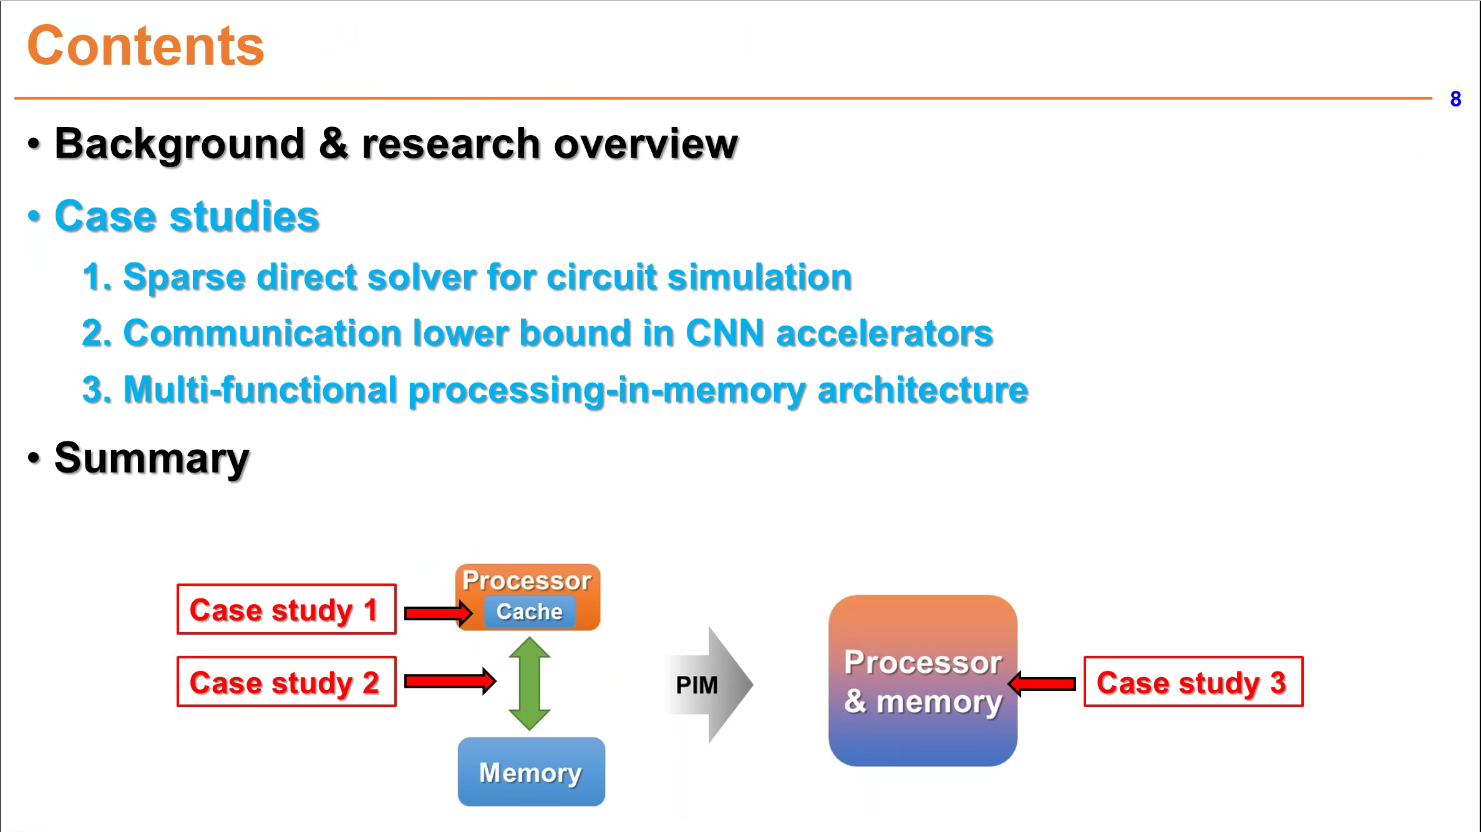 Contents
8
• Background & research overview
• Case studies
1. Sparse direct solver for circuit simulation
2. Communication lower bound in CNN accelerators
3. Multi-functional processing-in-memory architecture
• Summary
Case study 1
Processor
Cache
Case study 2
Memory
PIM
Processor
& memory
Case study 3